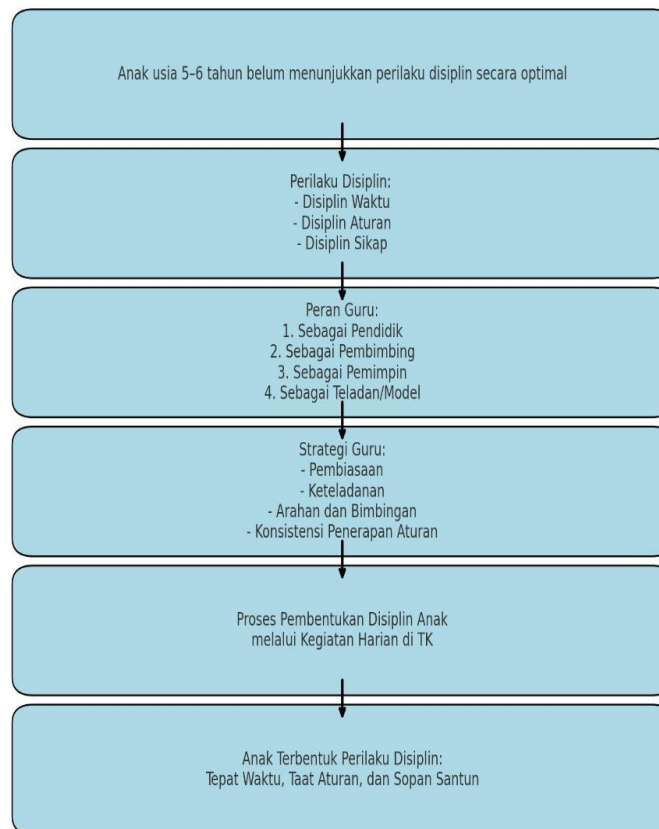 Anak usia 5–6 tahun belum menunjukkan perilaku disiplin secara optimal
Perilaku Disiplin:
- Disiplin Waktu
- Disiplin Aturan
- Disiplin Sikap
Peran Guru:
1. Sebagai Pendidik
2. Sebagai Pembimbing
3. Sebagai Pemimpin
4. Sebagai Teladan/Model
Strategi Guru:
- Pembiasaan
- Keteladanan
- Arahan dan Bimbingan
- Konsistensi Penerapan Aturan
Proses Pembentukan Disiplin Anak
melalui Kegiatan Harian di TK
Anak Terbentuk Perilaku Disiplin:
Tepat Waktu, Taat Aturan, dan Sopan Santun